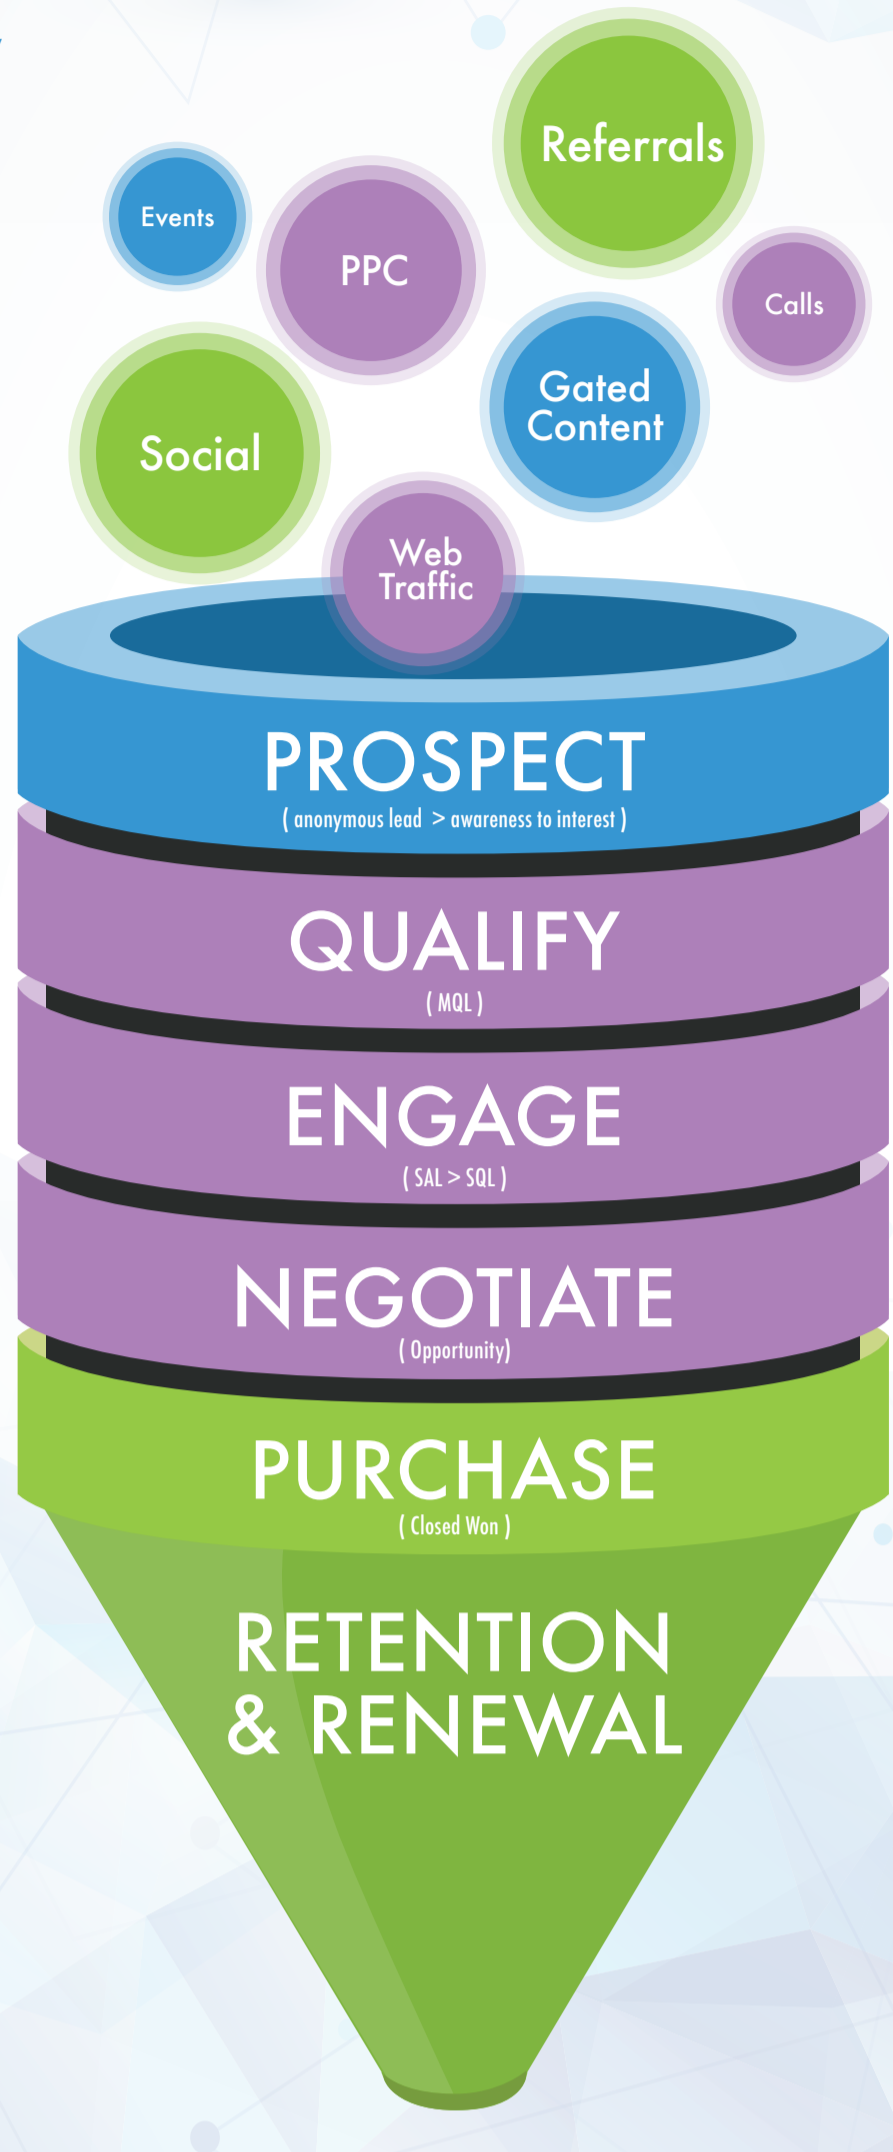 Referrals
Events
PPC
Calls
Gated
Content
Social
Web
Traffic
PROSPECT
( anonymous lead > awareness to interest )
QUALIFY
( MQL )
ENGAGE
( SAL > SQL )
NEGOTIATE
( Opportunity)
PURCHASE
( Closed Won )
RETENTION
& RENEWAL